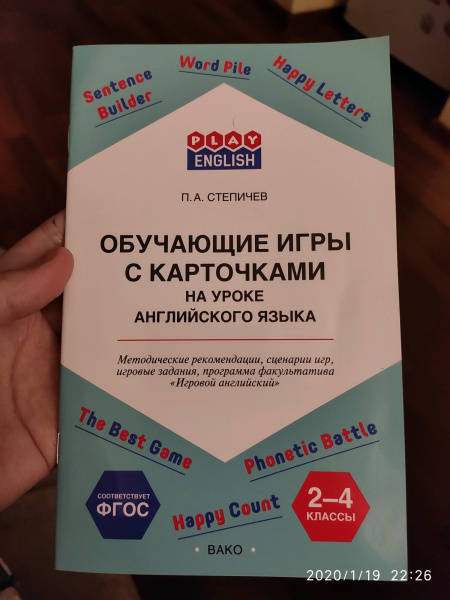 Sentence
Builder
Word Pile
Happy Letters
PLAY
ENGLISH
П.А. СТЕПИЧЕВ
ОБУЧАЮЩИЕ ИГРЫ
С КАРТОЧКАМИ
НА УРОКЕ
АНГЛИЙСКОГО ЯЗЫКА
Методические рекомендации, сценарии игр,
игровые задания, программа факультатива
«Игровой английский»
The Best Game
Phonetic Battle
Happy Count
СООТВЕТСТВУЕТ
ФГОС
2–4
КЛАССЫ
• ВАКО •
2020/1/19 22:26